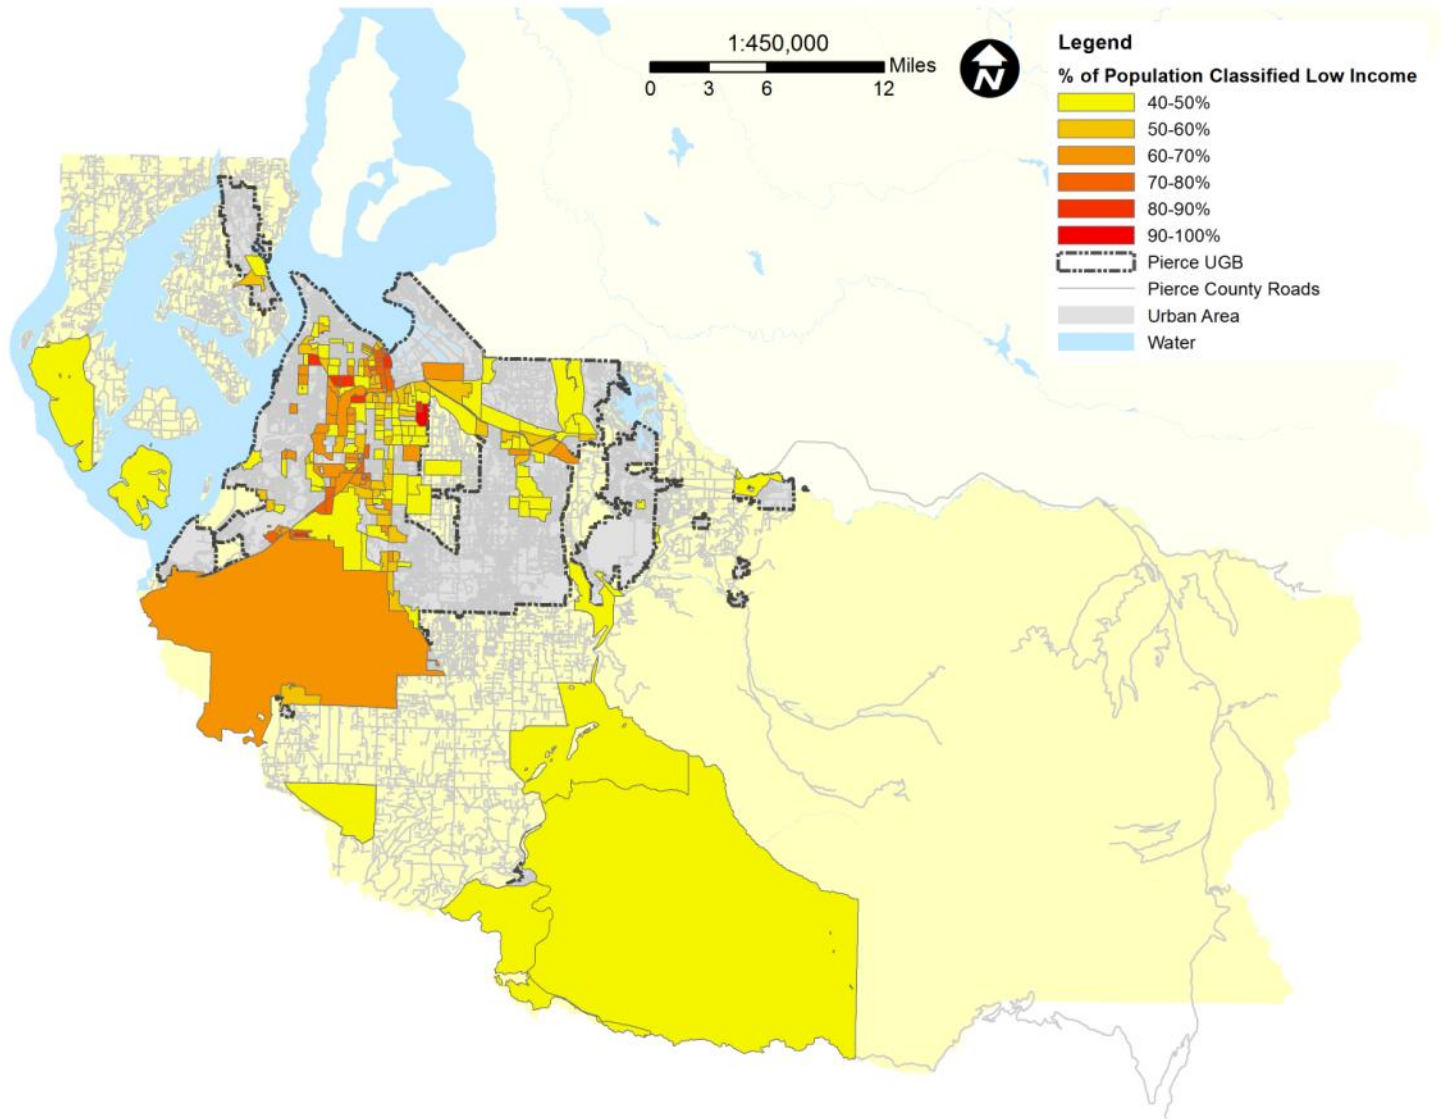 1:450,000
Miles
0 3 6 12
N
Legend
% of Population Classified Low Income
40-50%
50-60%
60-70%
70-80%
80-90%
90-100%
Pierce UGB
Pierce County Roads
Urban Area
Water